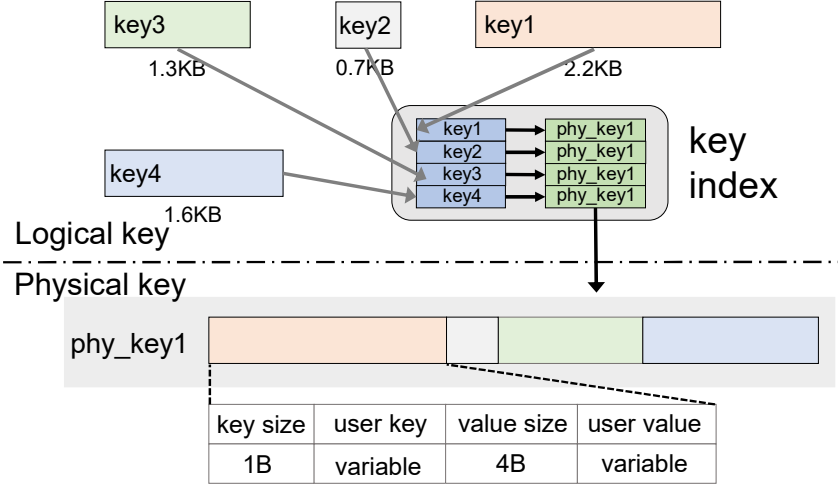 key3
key2
key1
1.3KB
0.7KB
2.2KB
key1
phy_key1
key2
phy_key1
key3
phy_key1
key4
phy_key1
key
index
key4
1.6KB
Logical key
Physical key
phy_key1
key size
user key
value size
user value
1B
variable
4B
variable